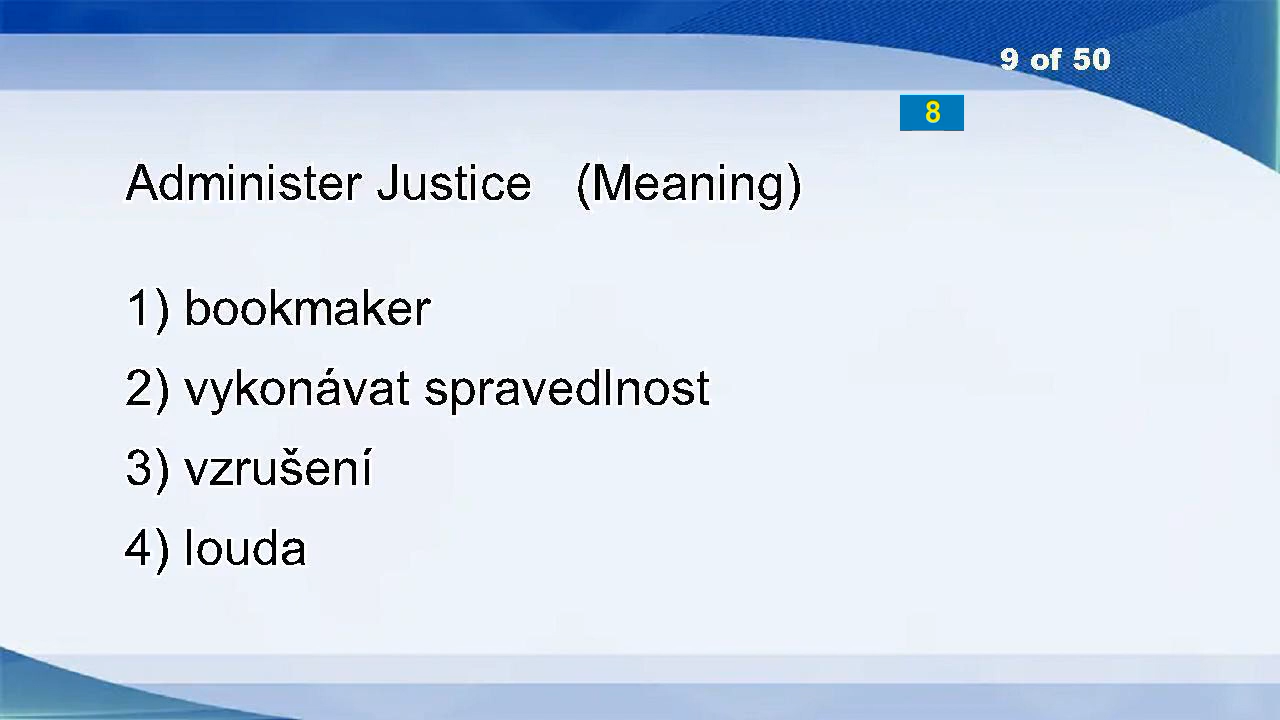 9 of 50
8
Administer Justice (Meaning)
1) bookmaker
2) vykonávat spravedlnost
3) vzrušení
4) louda